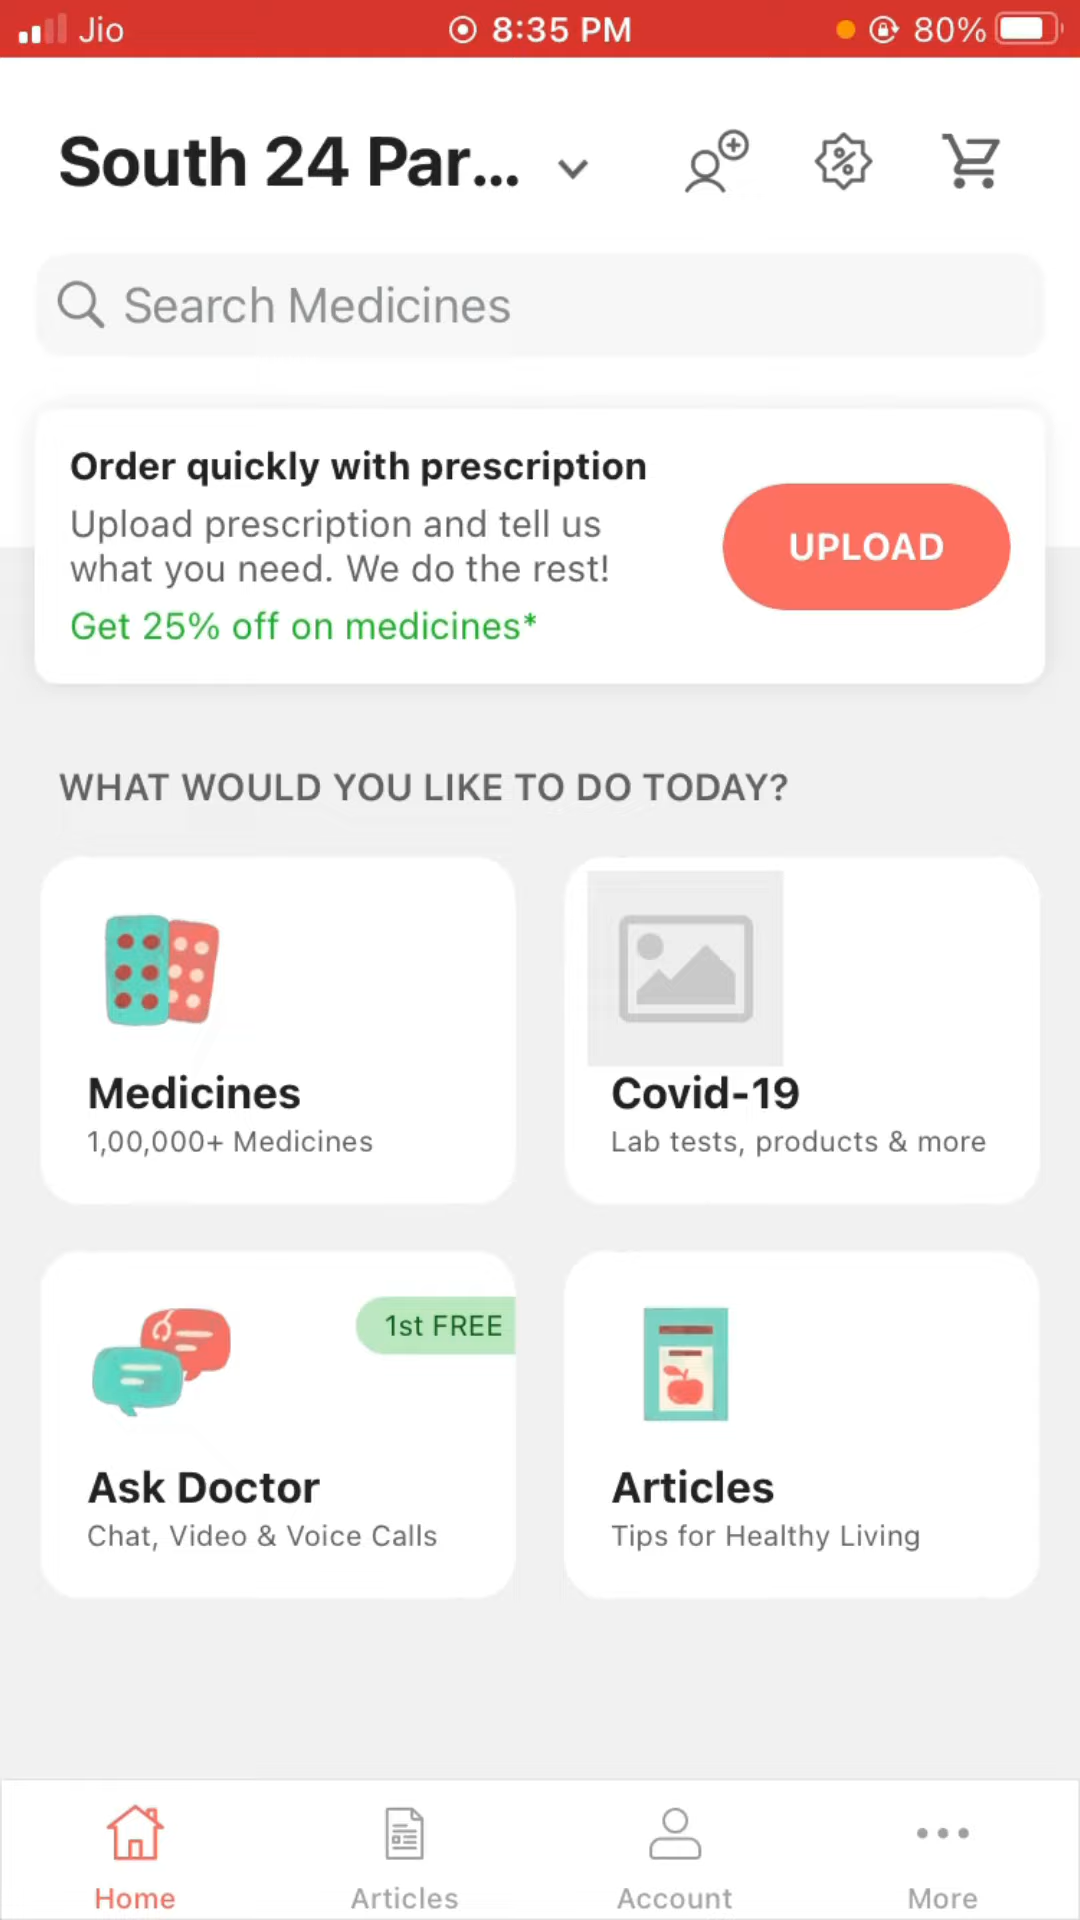 Jio
8:35 PM
80%
South 24 Par...
Search Medicines
Order quickly with prescription
Upload prescription and tell us
what you need. We do the rest!
Get 25% off on medicines*
UPLOAD
WHAT WOULD YOU LIKE TO DO TODAY?
Medicines
1,00,000+ Medicines
Covid-19
Lab tests, products & more
1st FREE
Ask Doctor
Chat, Video & Voice Calls
Articles
Tips for Healthy Living
Home
Articles
Account
More